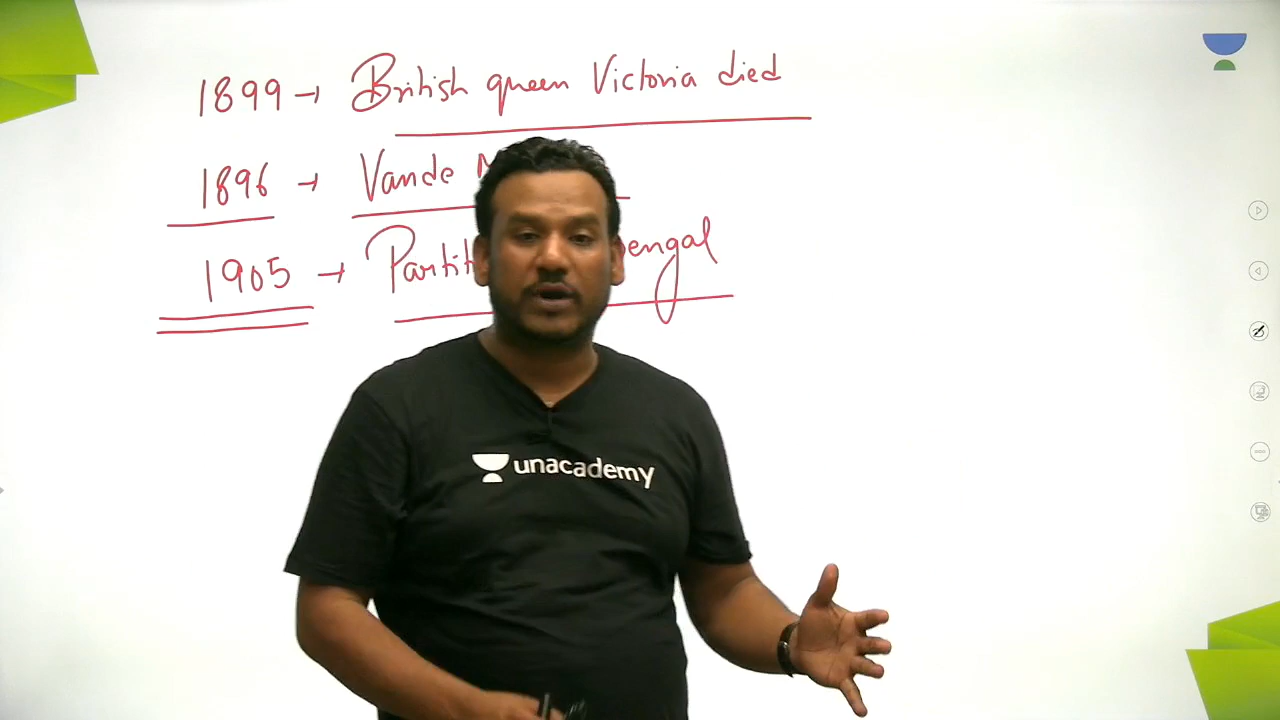 1899 → British queen Victoria died
1896 → Vande
1905 → Partit engal
unacademy